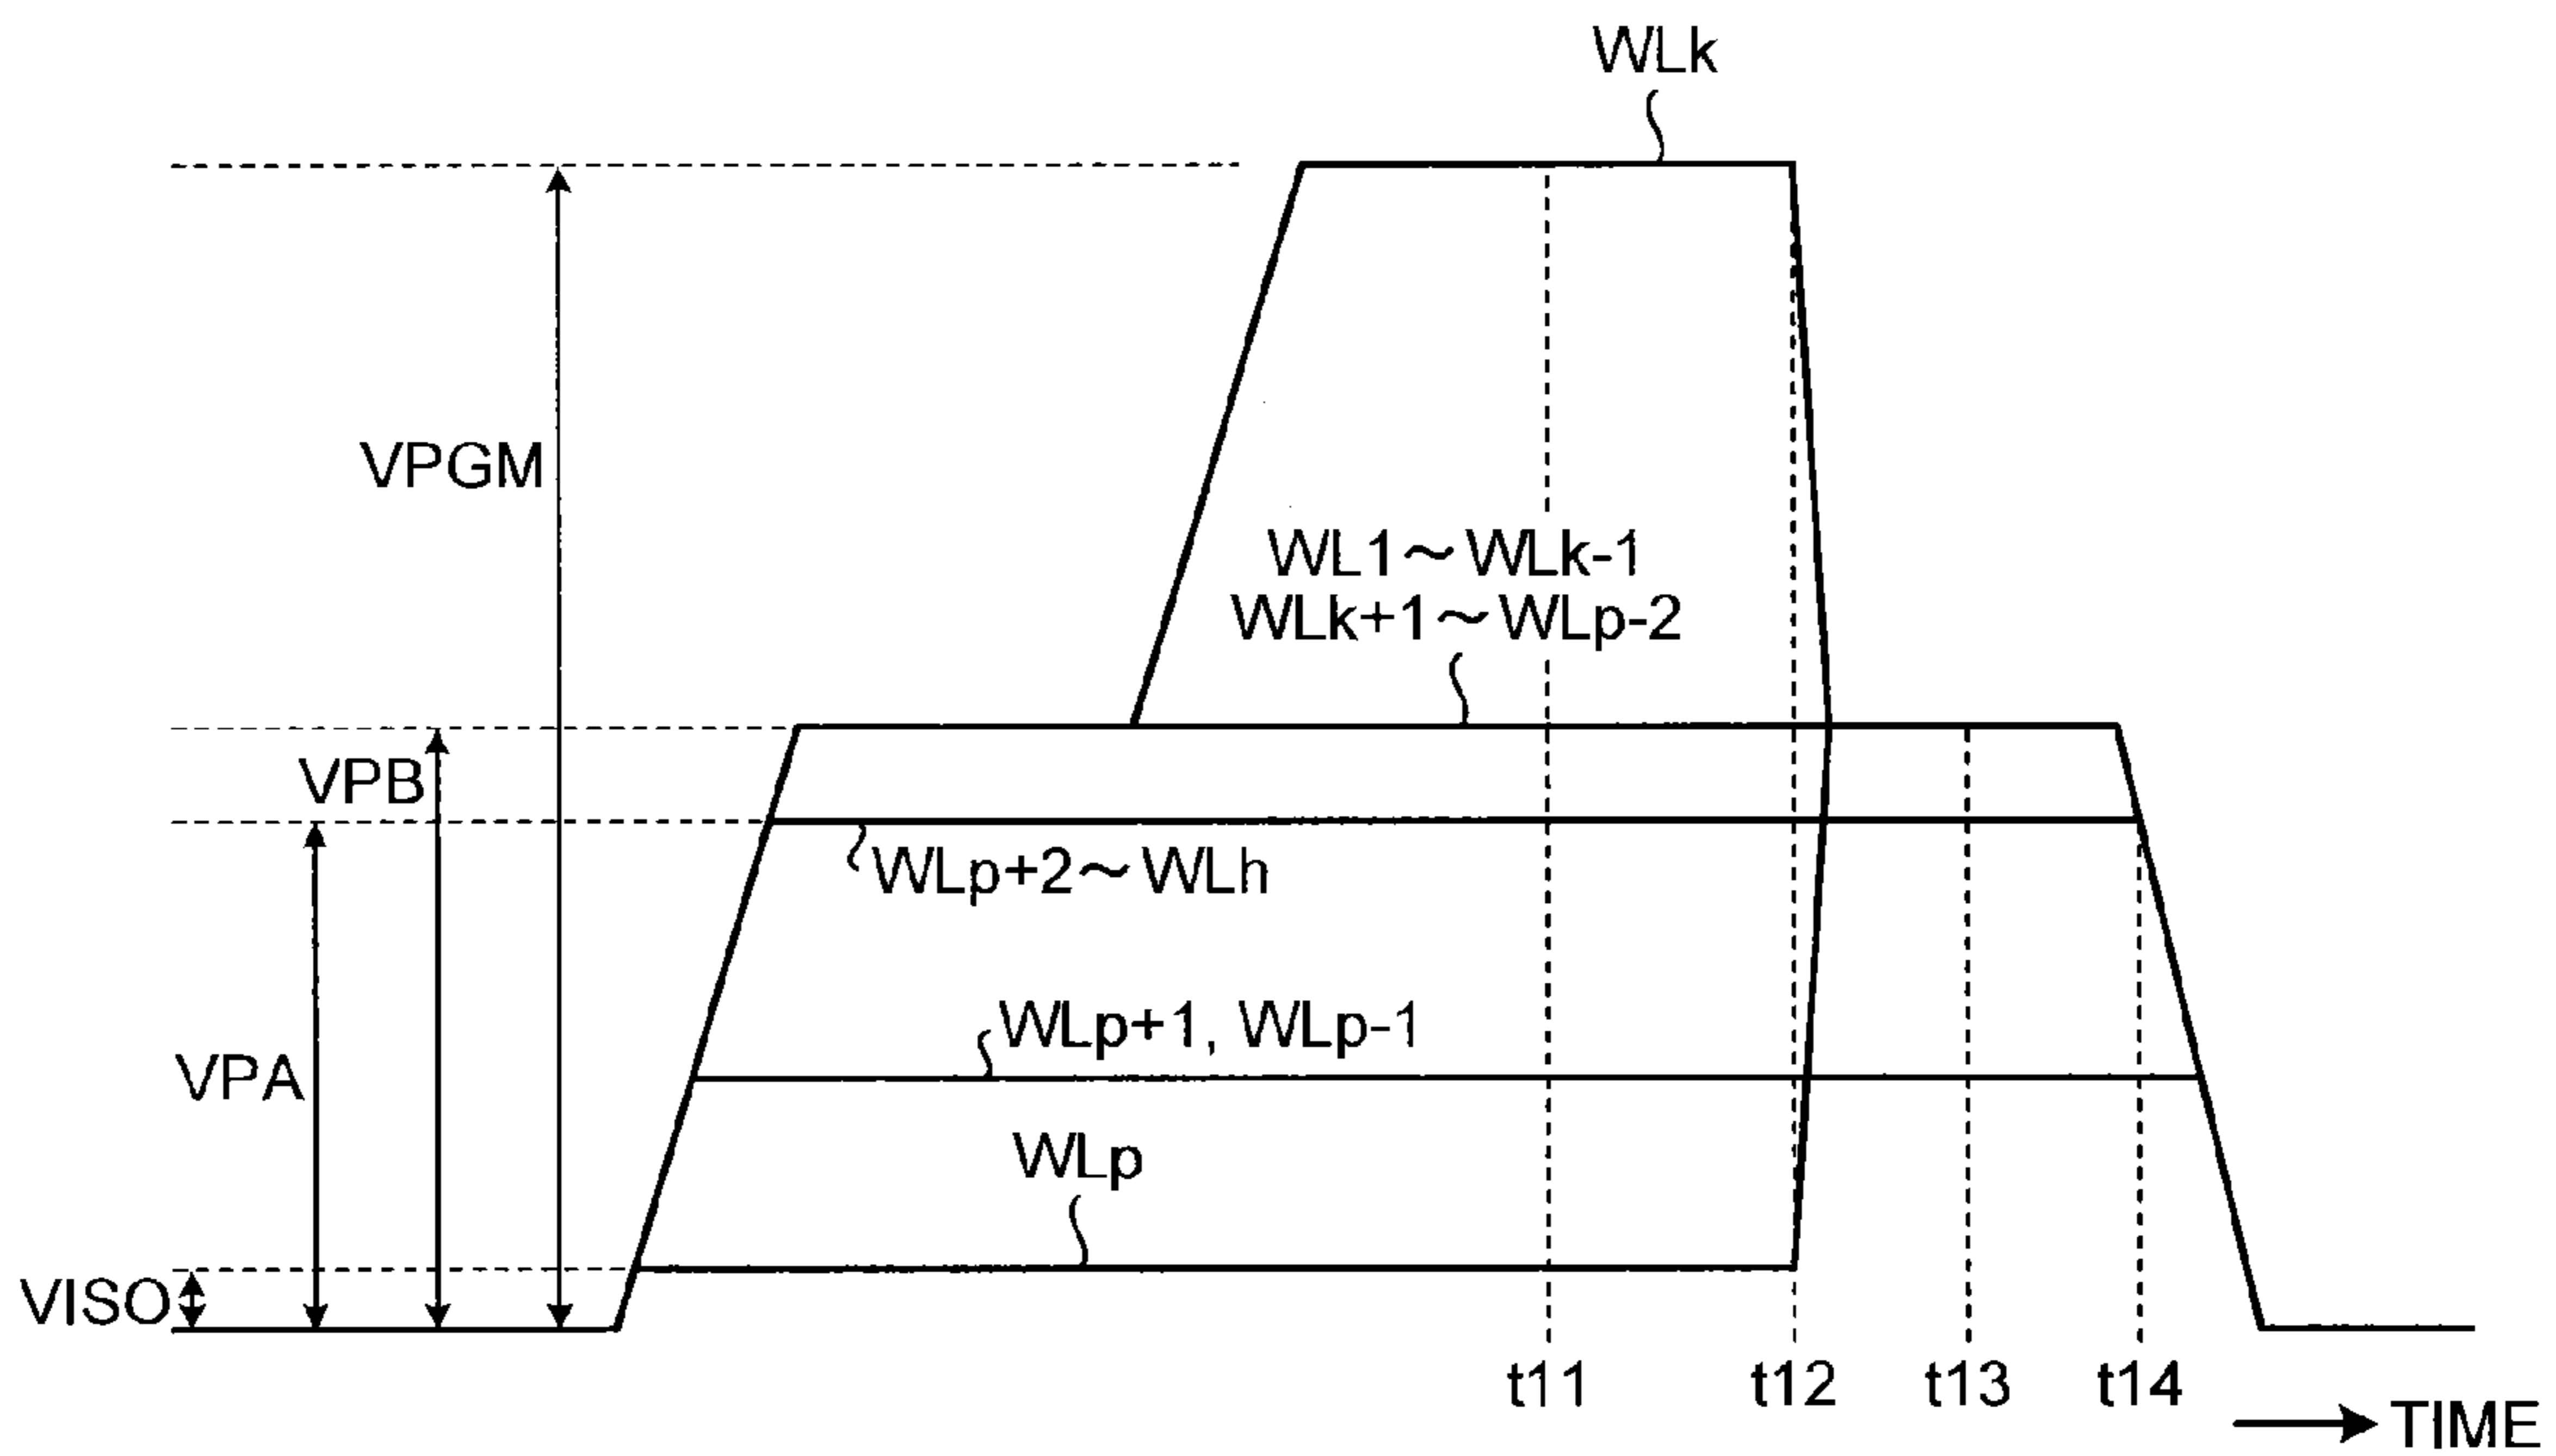 WLk
VPGM
WL1~WLk-1
WLk+1~WLp-2
VPB
WLp+2~WLh
WLp+1, WLp-1
VPA
WLp
VISO
t11 t12 t13 t14
TIME